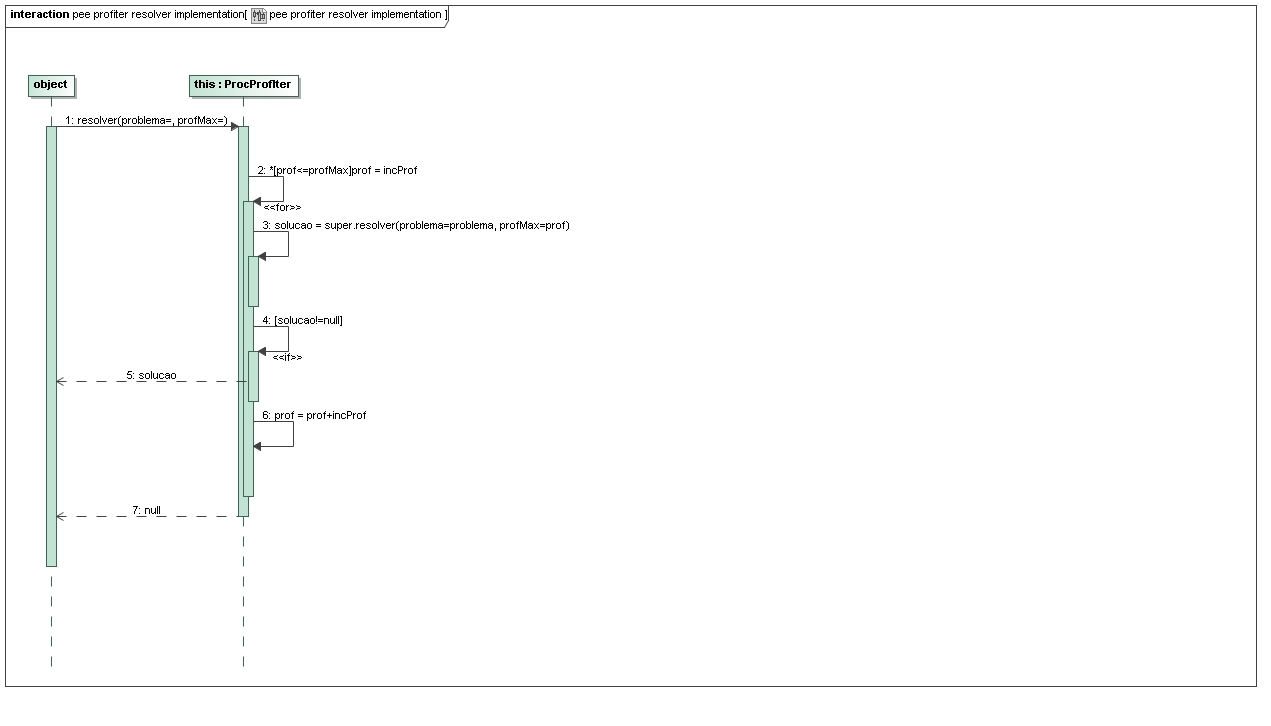 interaction pee profiter resolver implementation[ pee profiter resolver implementation ]
object
this : ProcProfIter
1: resolver(problema=, profMax=)
2: *[prof<=profMax]prof = incProf
<<for>>
3: solucao = super.resolver(problema=problema, profMax=prof)
4: [solucao!=null]
<<if>>
5: solucao
6: prof = prof+incProf
7: null